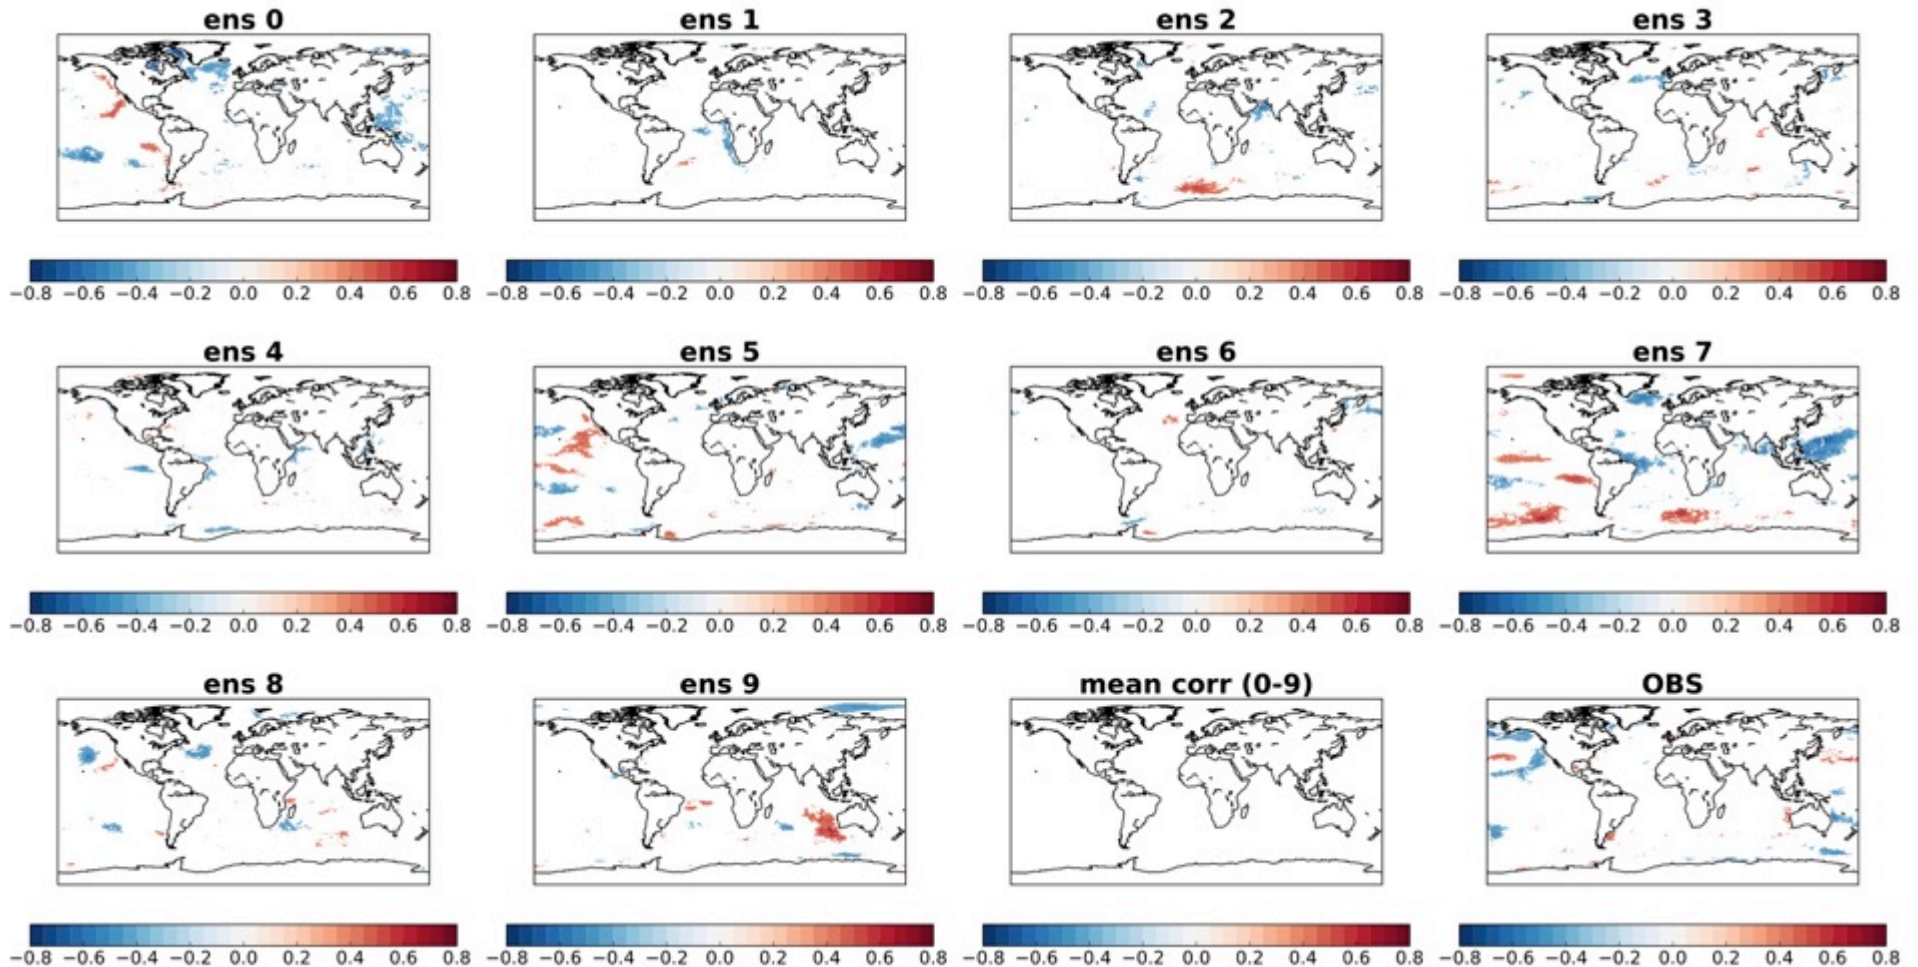 ens 0 ens 1 ens 2 ens 3
−0.8 −0.6 −0.4 −0.2 0.0 0.2 0.4 0.6 0.8 −0.8 −0.6 −0.4 −0.2 0.0 0.2 0.4 0.6 0.8 −0.8 −0.6 −0.4 −0.2 0.0 0.2 0.4 0.6 0.8 −0.8 −0.6 −0.4 −0.2 0.0 0.2 0.4 0.6 0.8
ens 4 ens 5 ens 6 ens 7
−0.8 −0.6 −0.4 −0.2 0.0 0.2 0.4 0.6 0.8 −0.8 −0.6 −0.4 −0.2 0.0 0.2 0.4 0.6 0.8 −0.8 −0.6 −0.4 −0.2 0.0 0.2 0.4 0.6 0.8 −0.8 −0.6 −0.4 −0.2 0.0 0.2 0.4 0.6 0.8
ens 8 ens 9 mean corr (0-9) OBS
−0.8 −0.6 −0.4 −0.2 0.0 0.2 0.4 0.6 0.8 −0.8 −0.6 −0.4 −0.2 0.0 0.2 0.4 0.6 0.8 −0.8 −0.6 −0.4 −0.2 0.0 0.2 0.4 0.6 0.8 −0.8 −0.6 −0.4 −0.2 0.0 0.2 0.4 0.6 0.8